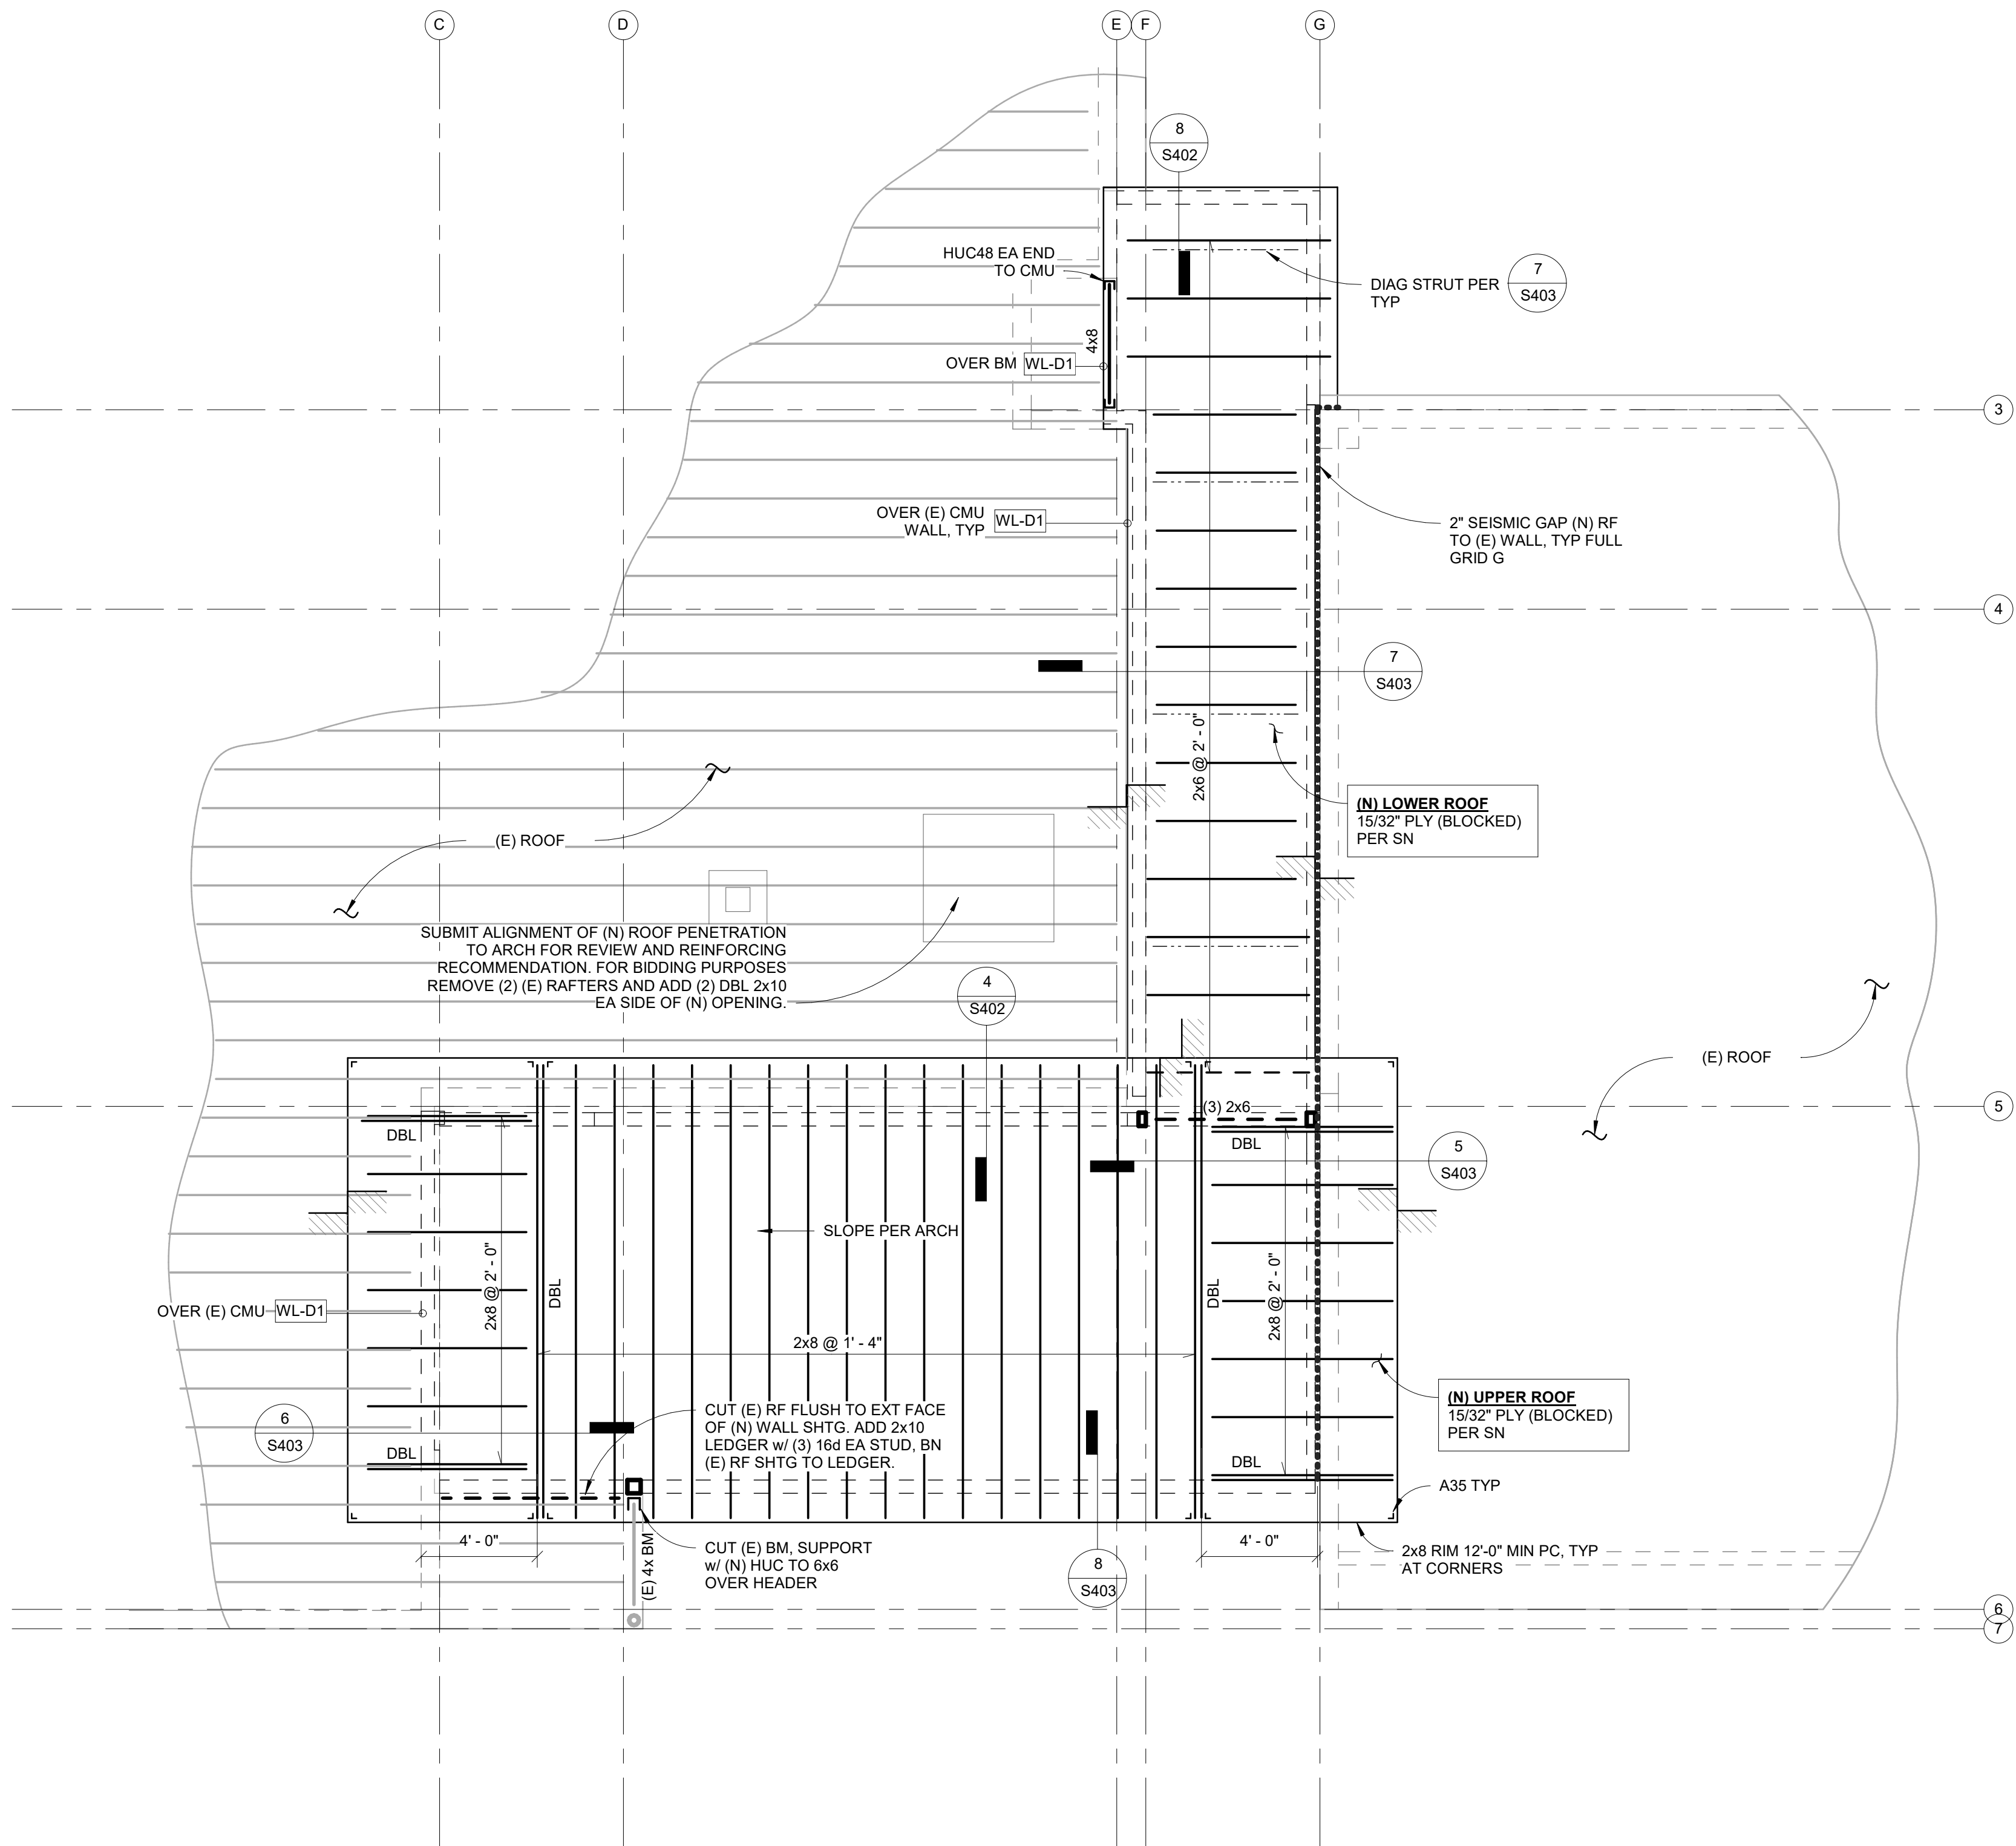 C
D
E
F
G
8
S402
HUC48 EA END
TO CMU
7
S403
DIAG STRUT PER
TYP
4x8
OVER BM WL-D1
3
OVER (E) CMU
WALL, TYP
WL-D1
2" SEISMIC GAP (N) RF
TO (E) WALL, TYP FULL
GRID G
4
7
S403
2x6 @ 2' - 0"
(N) LOWER ROOF
15/32" PLY (BLOCKED)
PER SN
(E) ROOF
SUBMIT ALIGNMENT OF (N) ROOF PENETRATION
TO ARCH FOR REVIEW AND REINFORCING
RECOMMENDATION. FOR BIDDING PURPOSES
REMOVE (2) (E) RAFTERS AND ADD (2) DBL 2x10
EA SIDE OF (N) OPENING.
4
S402
(E) ROOF
(3) 2x6
5
DBL
DBL
5
S403
SLOPE PER ARCH
2x8 @ 2' - 0"
DBL
DBL
2x8 @ 2' - 0"
OVER (E) CMU WL-D1
2x8 @ 1' - 4"
(N) UPPER ROOF
15/32" PLY (BLOCKED)
PER SN
CUT (E) RF FLUSH TO EXT FACE
OF (N) WALL SHTG. ADD 2x10
LEDGER w/ (3) 16d EA STUD, BN
(E) RF SHTG TO LEDGER.
6
S403
DBL
DBL
A35 TYP
4' - 0"
(E) 4x BM
CUT (E) BM, SUPPORT
w/ (N) HUC TO 6x6
OVER HEADER
8
S403
4' - 0"
2x8 RIM 12'-0" MIN PC, TYP
AT CORNERS
6
7